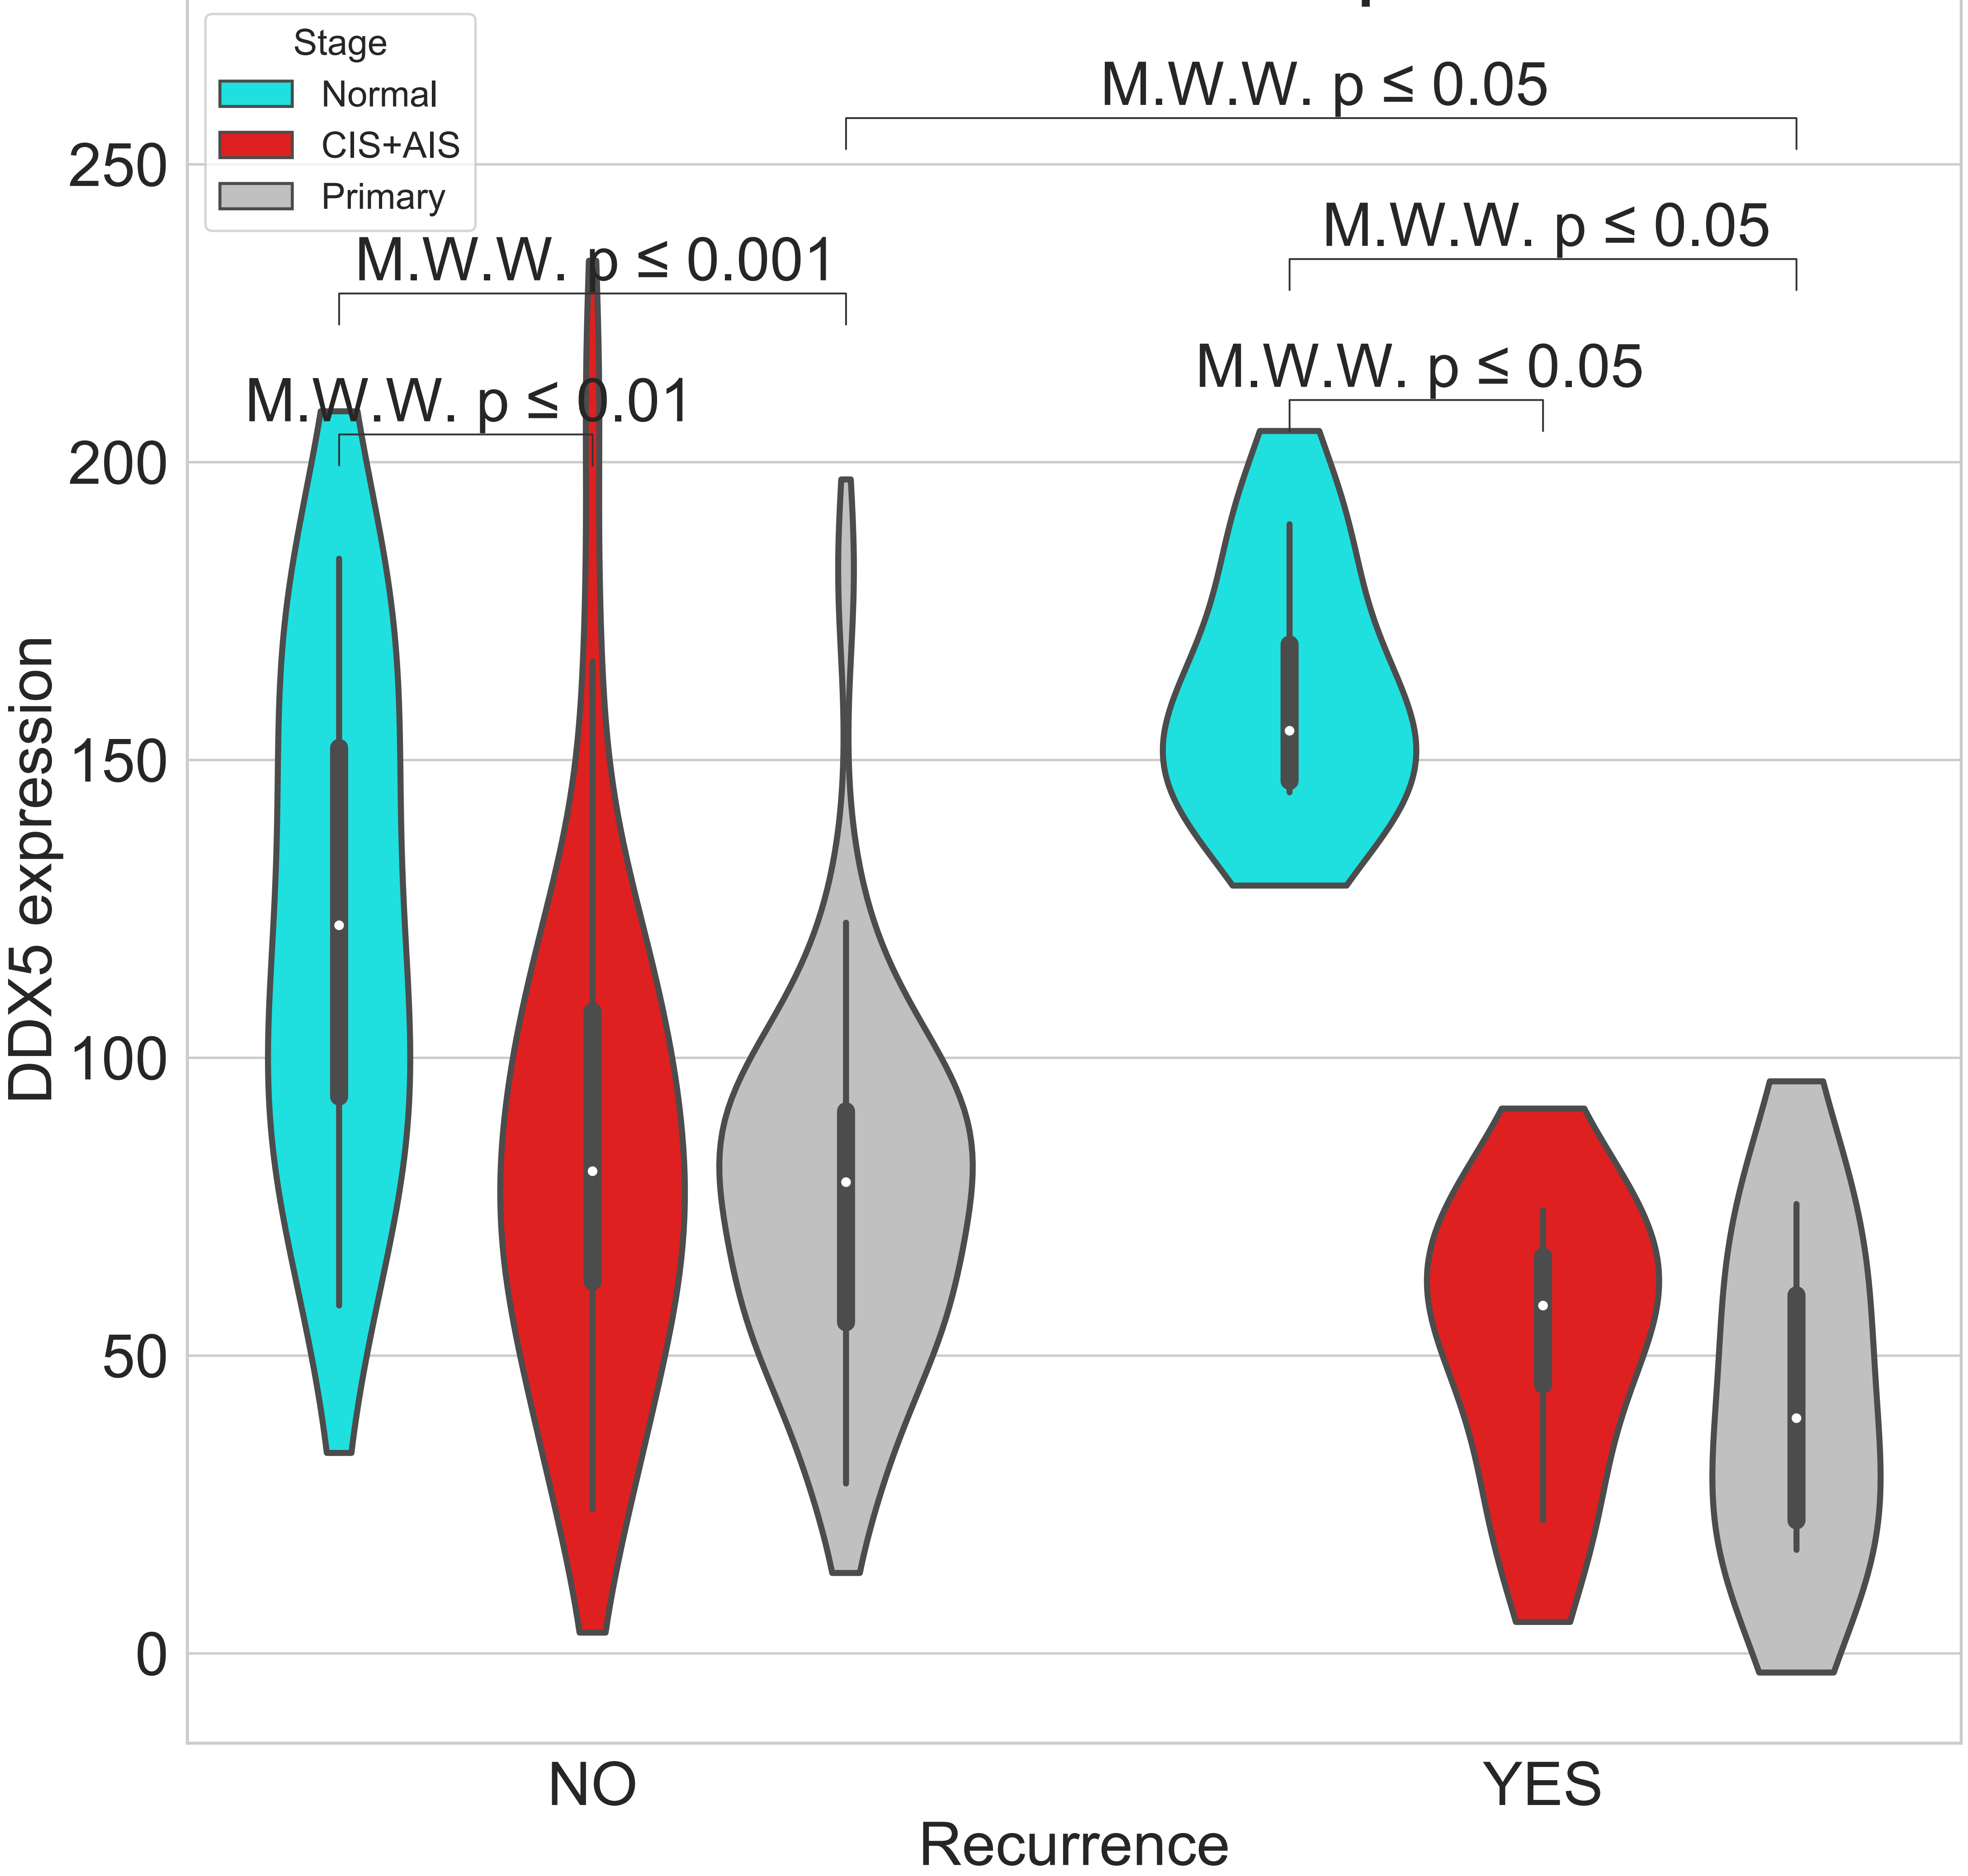 Stage
Normal
CIS+AIS
Primary
M.W.W. p ≤ 0.05
M.W.W. p ≤ 0.05
M.W.W. p ≤ 0.001
M.W.W. p ≤ 0.05
M.W.W. p ≤ 0.01
DDX5 expression
250
200
150
100
50
0
NO
YES
Recurrence